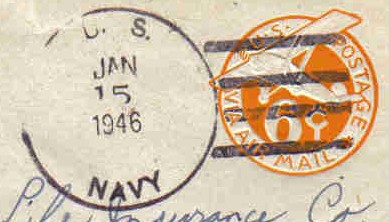 U. S.
JAN
15
1946
NAVY
U.S. POSTAGE
6¢
VIA AIR MAIL
Life Insurance Co